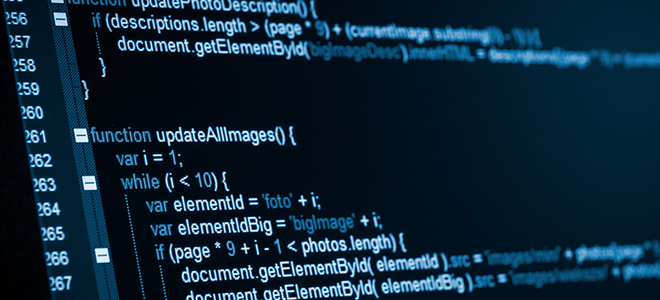 function updatePhotoDescription() {
256 if (descriptions.length > (page * 9) + (currentImage.substring(
257 document.getElementById('bigImageDesc').innerHTML = descriptions[
258 }
259 }
260
261 function updateAllImages() {
262 var i = 1;
263 while (i < 10) {
264 var elementId = 'foto' + i;
265 var elementIdBig = 'bigImage' + i;
266 if (page * 9 + i - 1 < photos.length) {
267 document.getElementById( elementId ).src = 'images/min/' + photos[
document.getElementById( elementIdBig ).src =